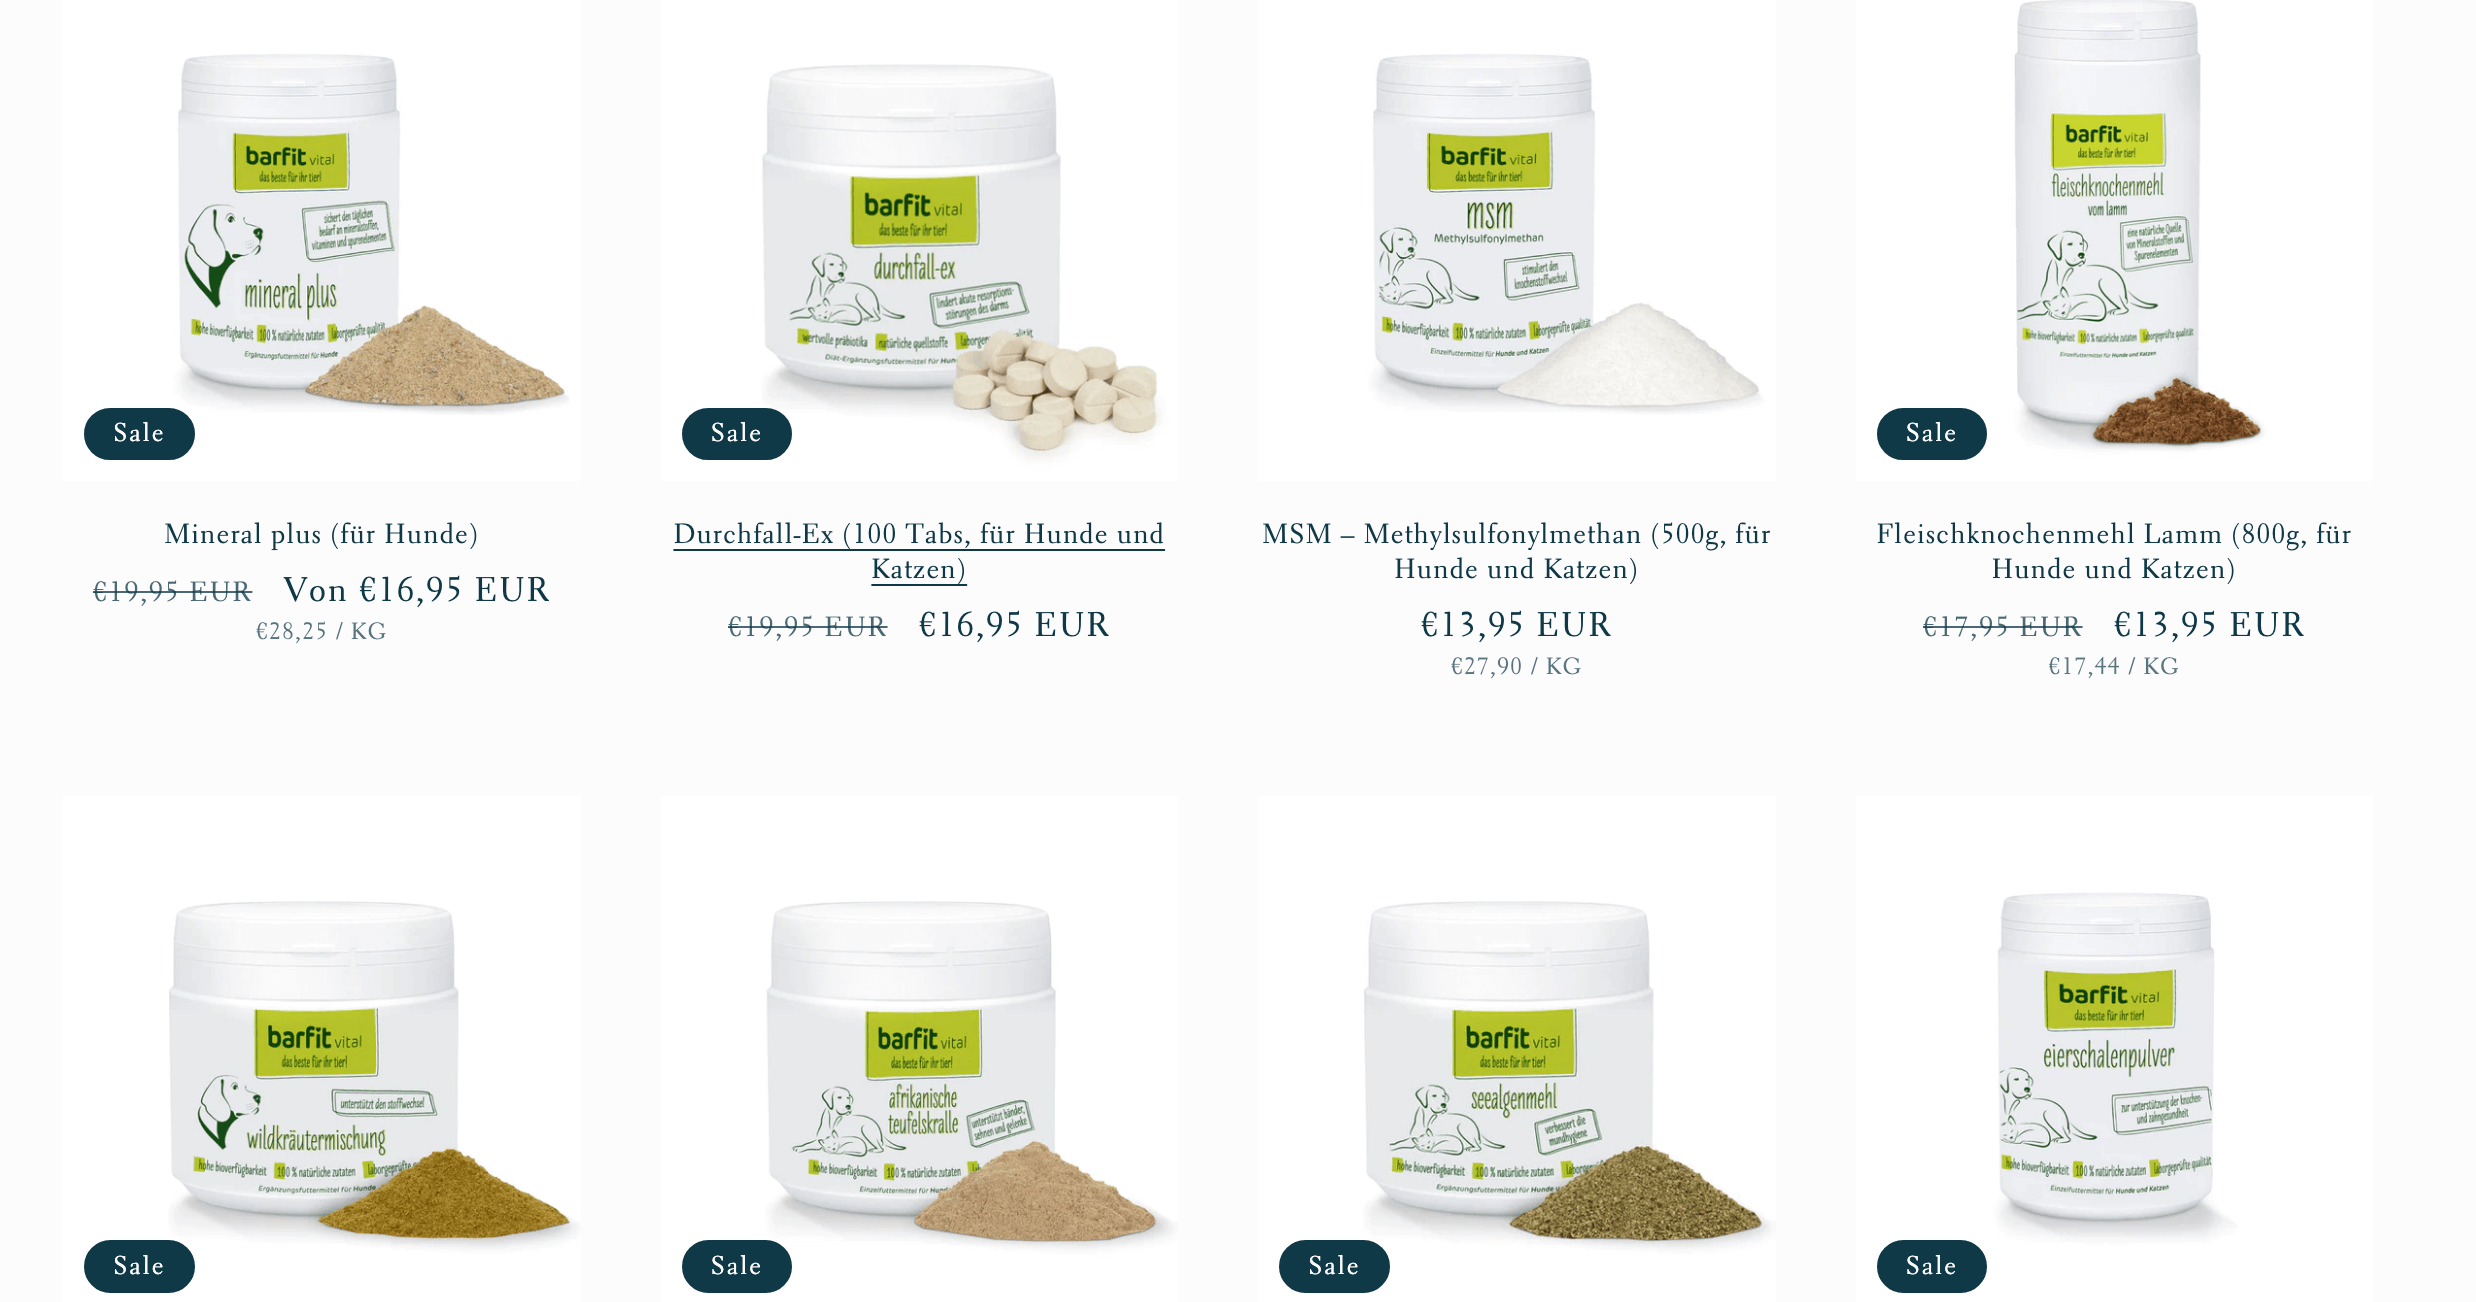 barfit vital
das beste für ihr tier!
sichert den täglichen
bedarf an mineralstoffen,
vitaminen und spurenelementen
mineral plus
hohe bioverfügbarkeit 100 % natürliche zutaten laborgeprüfte qualität
Ergänzungsfuttermittel für Hunde
Sale
barfit vital
das beste für ihr tier!
durchfall-ex
lindert akute resorptions-
störungen des darms
wertvolle präbiotika natürliche quellstoffe
Diät-Ergänzungsfuttermittel für
Sale
barfit vital
das beste für ihr tier!
msm
Methylsulfonylmethan
stimuliert den
knochenstoffwechsel
hohe bioverfügbarkeit 100 % natürliche zutaten laborgeprüfte qualität
Einzelfuttermittel für Hunde und Katzen
barfit vital
das beste für ihr tier!
fleischknochenmehl
vom lamm
eine natürliche Quelle
von Mineralstoffen und
Spurenelementen
hohe bioverfügbarkeit 100 % natürliche zutaten laborgeprüfte qualität
Einzelfuttermittel für Hunde und Katzen
Sale
Mineral plus (für Hunde)
€19,95 EUR Von €16,95 EUR
€28,25 / KG
Durchfall-Ex (100 Tabs, für Hunde und
Katzen)
€19,95 EUR €16,95 EUR
MSM – Methylsulfonylmethan (500g, für
Hunde und Katzen)
€13,95 EUR
€27,90 / KG
Fleischknochenmehl Lamm (800g, für
Hunde und Katzen)
€17,95 EUR €13,95 EUR
€17,44 / KG
barfit vital
das beste für ihr tier!
unterstützt den stoffwechsel
wildkräutermischung
hohe bioverfügbarkeit 100 % natürliche zutaten laborgeprüfte
Ergänzungsfuttermittel für Hunde
Sale
barfit vital
das beste für ihr tier!
afrikanische
teufelskralle
unterstützt bänder,
sehnen und gelenke
hohe bioverfügbarkeit 100 % natürliche zutaten
Einzelfuttermittel für
Sale
barfit vital
das beste für ihr tier!
seealgenmehl
verbessert die
mundhygiene
hohe bioverfügbarkeit 100 % natürliche zutaten
Ergänzungsfuttermittel für
Sale
barfit vital
das beste für ihr tier!
eierschalenpulver
zur unterstützung der knochen-
und zahngesundheit
hohe bioverfügbarkeit 100 % natürliche zutaten laborgeprüfte qualität
Einzelfuttermittel für Hunde und Katzen
Sale